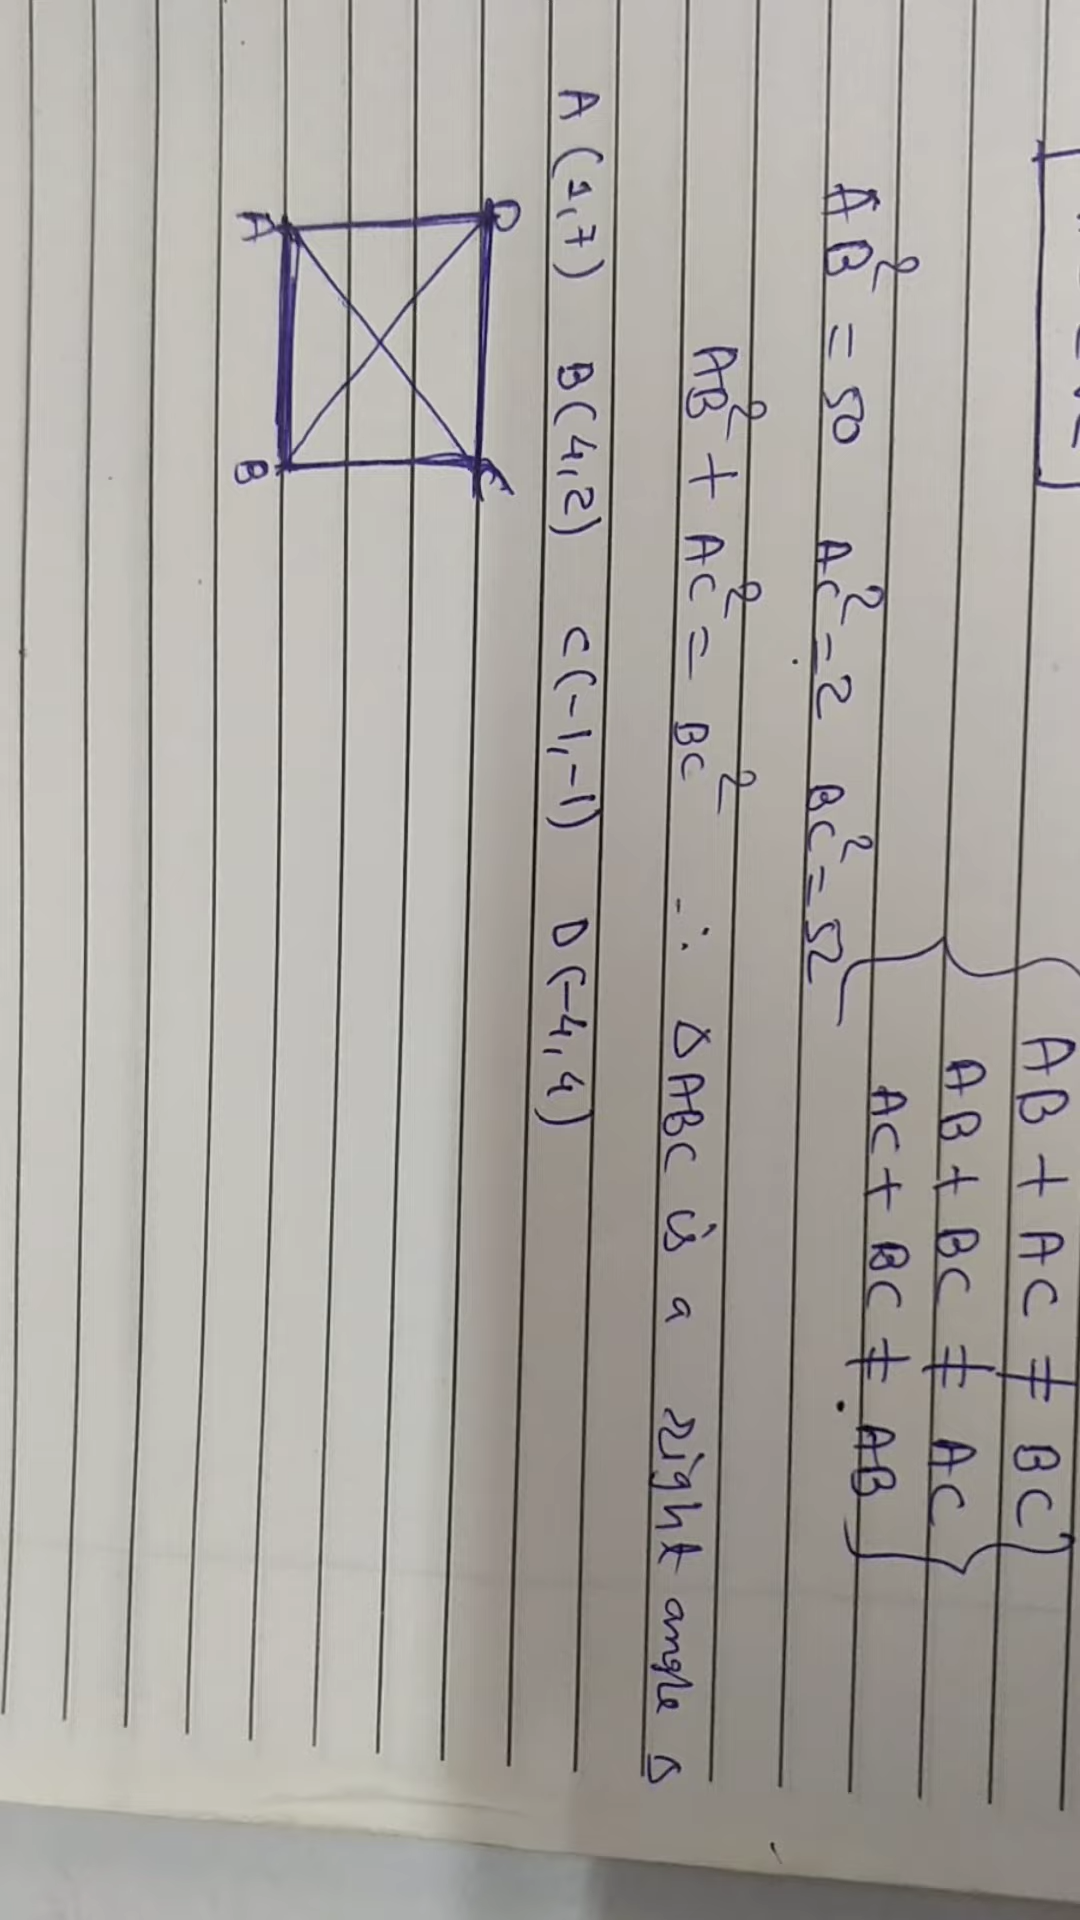 AB + AC ≠ BC
AB + BC ≠ AC
AC + BC ≠ AB
AB² = 50 AC² = 2 BC² = 52
AB² + AC² = BC² ∴ ΔABC is a right angle Δ
A (1,7) B(4,2) C(-1,-1) D(-4,4)
D C
A B